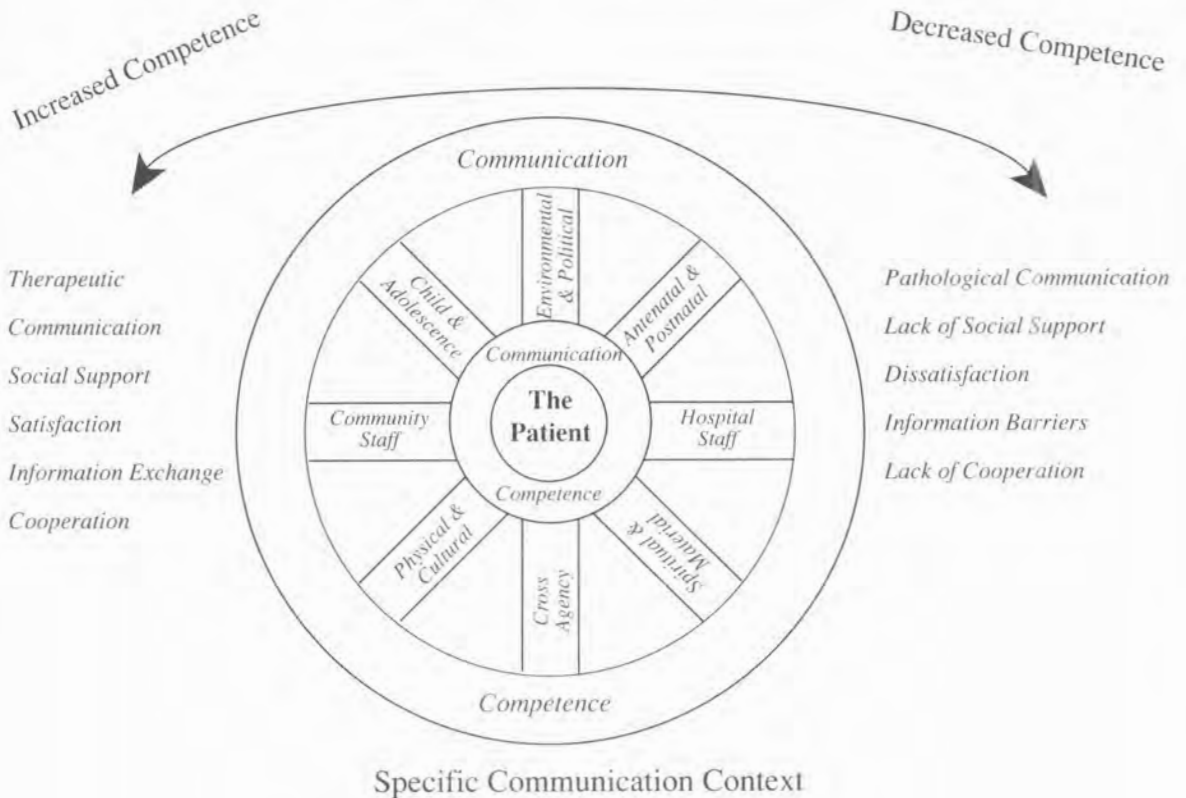 Increased Competence
Decreased Competence
Communication
Environmental
& Political
Child &
Adolescence
Antenatal &
Postnatal
Communication
The
Patient
Competence
Community
Staff
Hospital
Staff
Physical &
Cultural
Cross
Agency
Spiritual &
Material
Competence
Therapeutic
Communication
Social Support
Satisfaction
Information Exchange
Cooperation
Pathological Communication
Lack of Social Support
Dissatisfaction
Information Barriers
Lack of Cooperation
Specific Communication Context